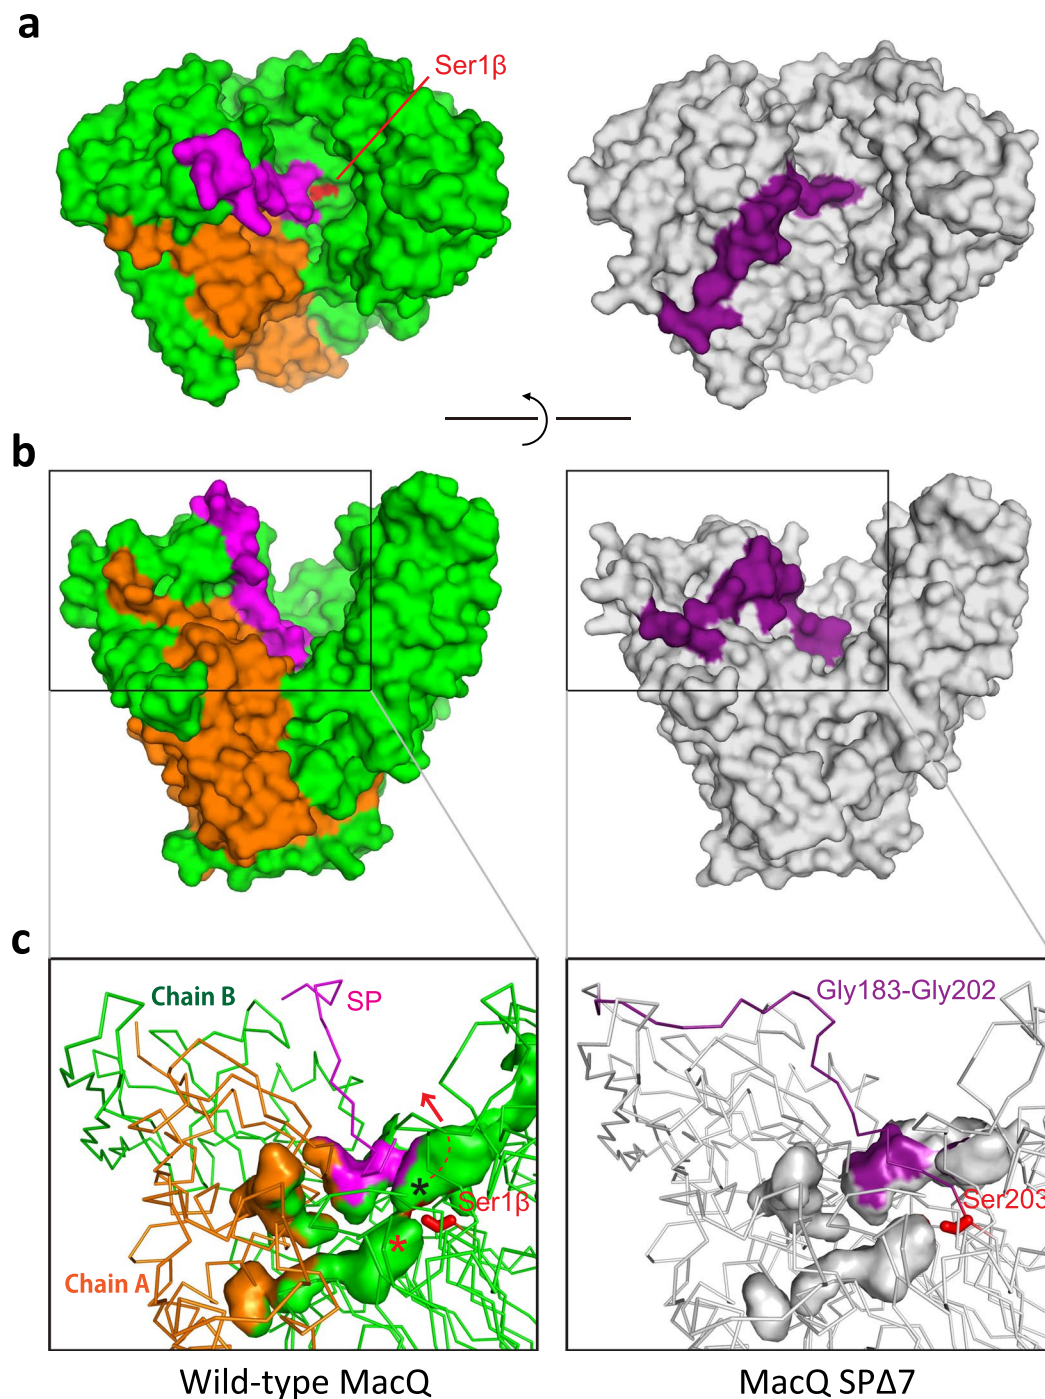 a
Ser1β
b
c
Chain B
SP
Gly183-Gly202
*
Ser1β
Ser203
*
Chain A
Wild-type MacQ
MacQ SPΔ7